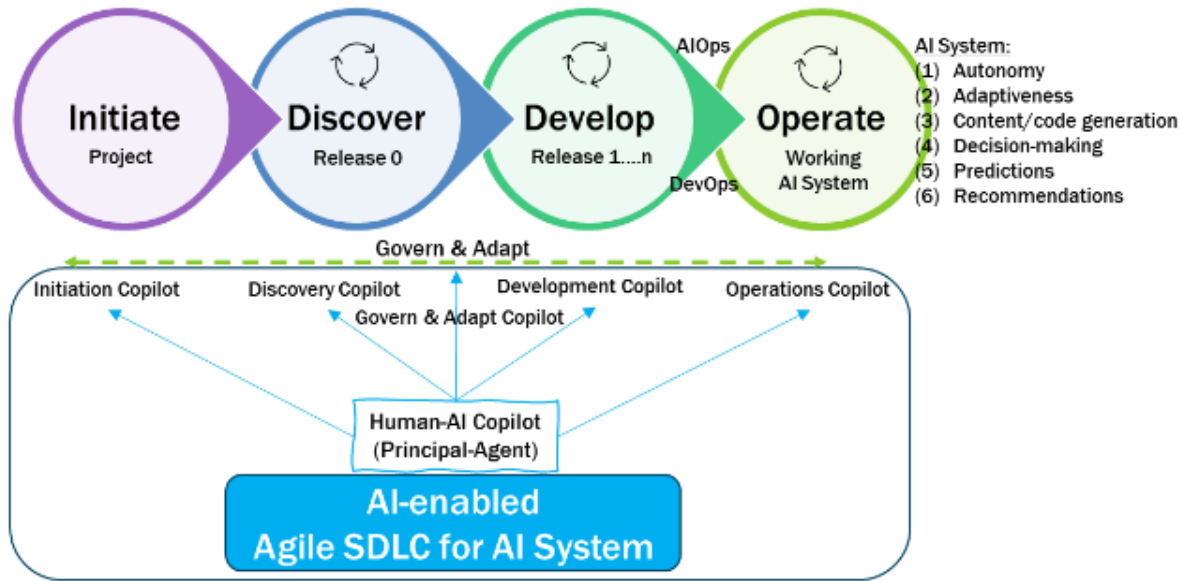 Initiate
Project
Discover
Release 0
Develop
Release 1....n
AIOps
DevOps
Operate
Working
AI System
AI System:
(1) Autonomy
(2) Adaptiveness
(3) Content/code generation
(4) Decision-making
(5) Predictions
(6) Recommendations
Govern & Adapt
Initiation Copilot
Discovery Copilot
Development Copilot
Operations Copilot
Govern & Adapt Copilot
Human-AI Copilot
(Principal-Agent)
AI-enabled
Agile SDLC for AI System